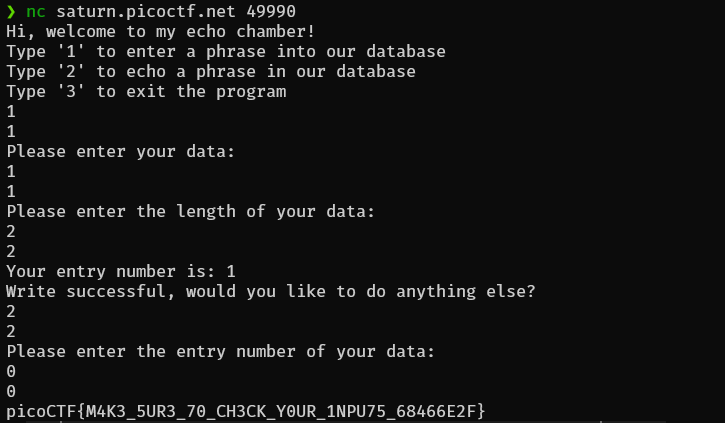 ❯ nc saturn.picoctf.net 49990
Hi, welcome to my echo chamber!
Type '1' to enter a phrase into our database
Type '2' to echo a phrase in our database
Type '3' to exit the program
1
1
Please enter your data:
1
1
Please enter the length of your data:
2
2
Your entry number is: 1
Write successful, would you like to do anything else?
2
2
Please enter the entry number of your data:
0
0
picoCTF{M4K3_5UR3_70_CH3CK_Y0UR_1NPU75_68466E2F}